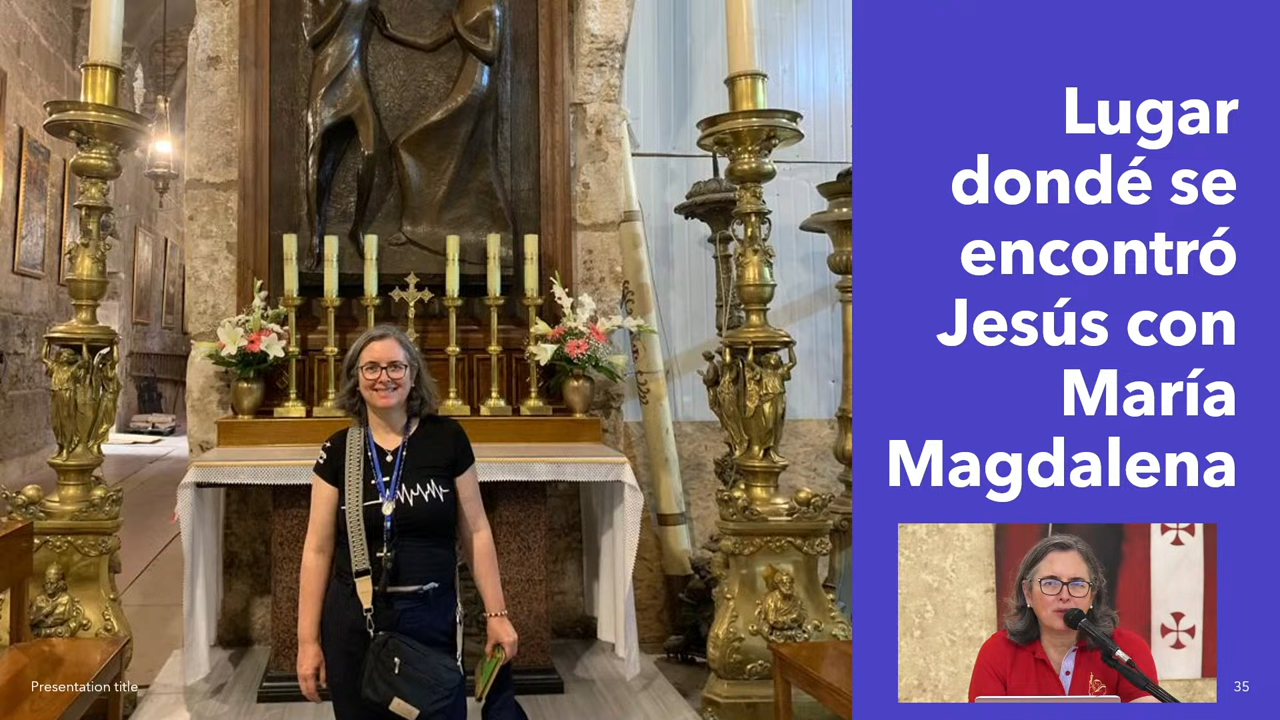 Lugar
dondé se
encontró
Jesús con
María
Magdalena
Presentation title
35